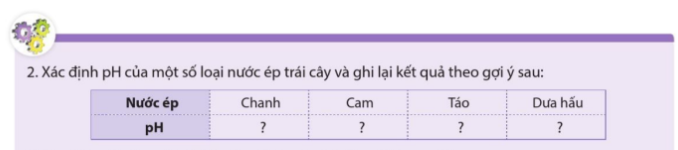 2. Xác định pH của một số loại nước ép trái cây và ghi lại kết quả theo gợi ý sau:
Nước ép Chanh Cam Táo Dưa hấu
pH ? ? ? ?